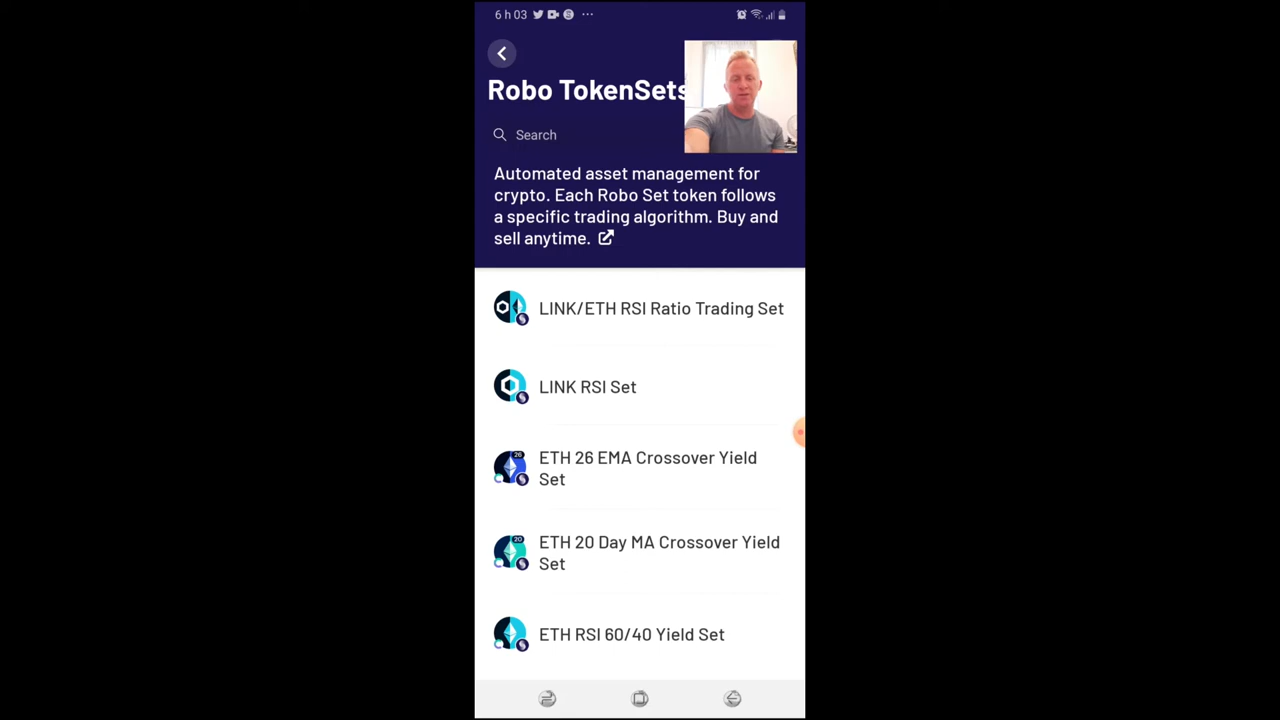 6 h 03
Robo TokenSets
Search
Automated asset management for
crypto. Each Robo Set token follows
a specific trading algorithm. Buy and
sell anytime.
LINK/ETH RSI Ratio Trading Set
LINK RSI Set
26
ETH 26 EMA Crossover Yield
Set
20
ETH 20 Day MA Crossover Yield
Set
ETH RSI 60/40 Yield Set